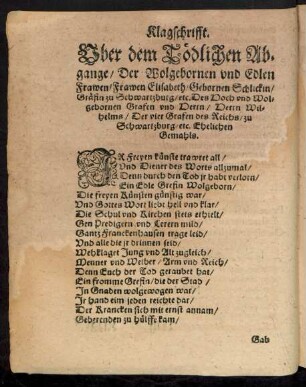 Klagschrifft.
Vber dem Tödlichen Ab-
gange/ Der Wolgebornen vnd Edlen
Frawen/ Frawen Elisabeth/ Gebornen Schlickin/
Gräfin zu Schwartzburg/ etc. Des Hoch vnd Wol-
gebornen Grafen vnd Herrn/ Herrn Wil-
helms/ Der vier Grafen des Reichs/ zu
Schwartzburg/ etc. Ehelichen
Gemahls.
IR Freyen künste trawret all/
Vnd Diener des Worts allzumal/
Denn durch den Tod je habt verlorn/
Ein Edle Grefin Wolgeborn/
Die freyen Künsten günstig war/
Vnd Gottes Wort liebt hell vnd klar/
Die Schul vnd Kirchen stets erhielt/
Gen Predigern vnd Lerern mild/
Gantz Franckenhausen trage leid/
Vnd alle die je drinnen seid/
Wehklaget Jung vnd Alt zugleich/
Menner vnd Weiber/ Arm vnd Reich/
Denn Euch der Tod geraubet hat/
Ein fromme Greffin/ die der Stad/
In Gnaden wolgewogen war/
Ir hand eim jeden reichte dar/
Der Krancken sich mit ernst annam/
Geberenden zu hülffe kam/
Gab